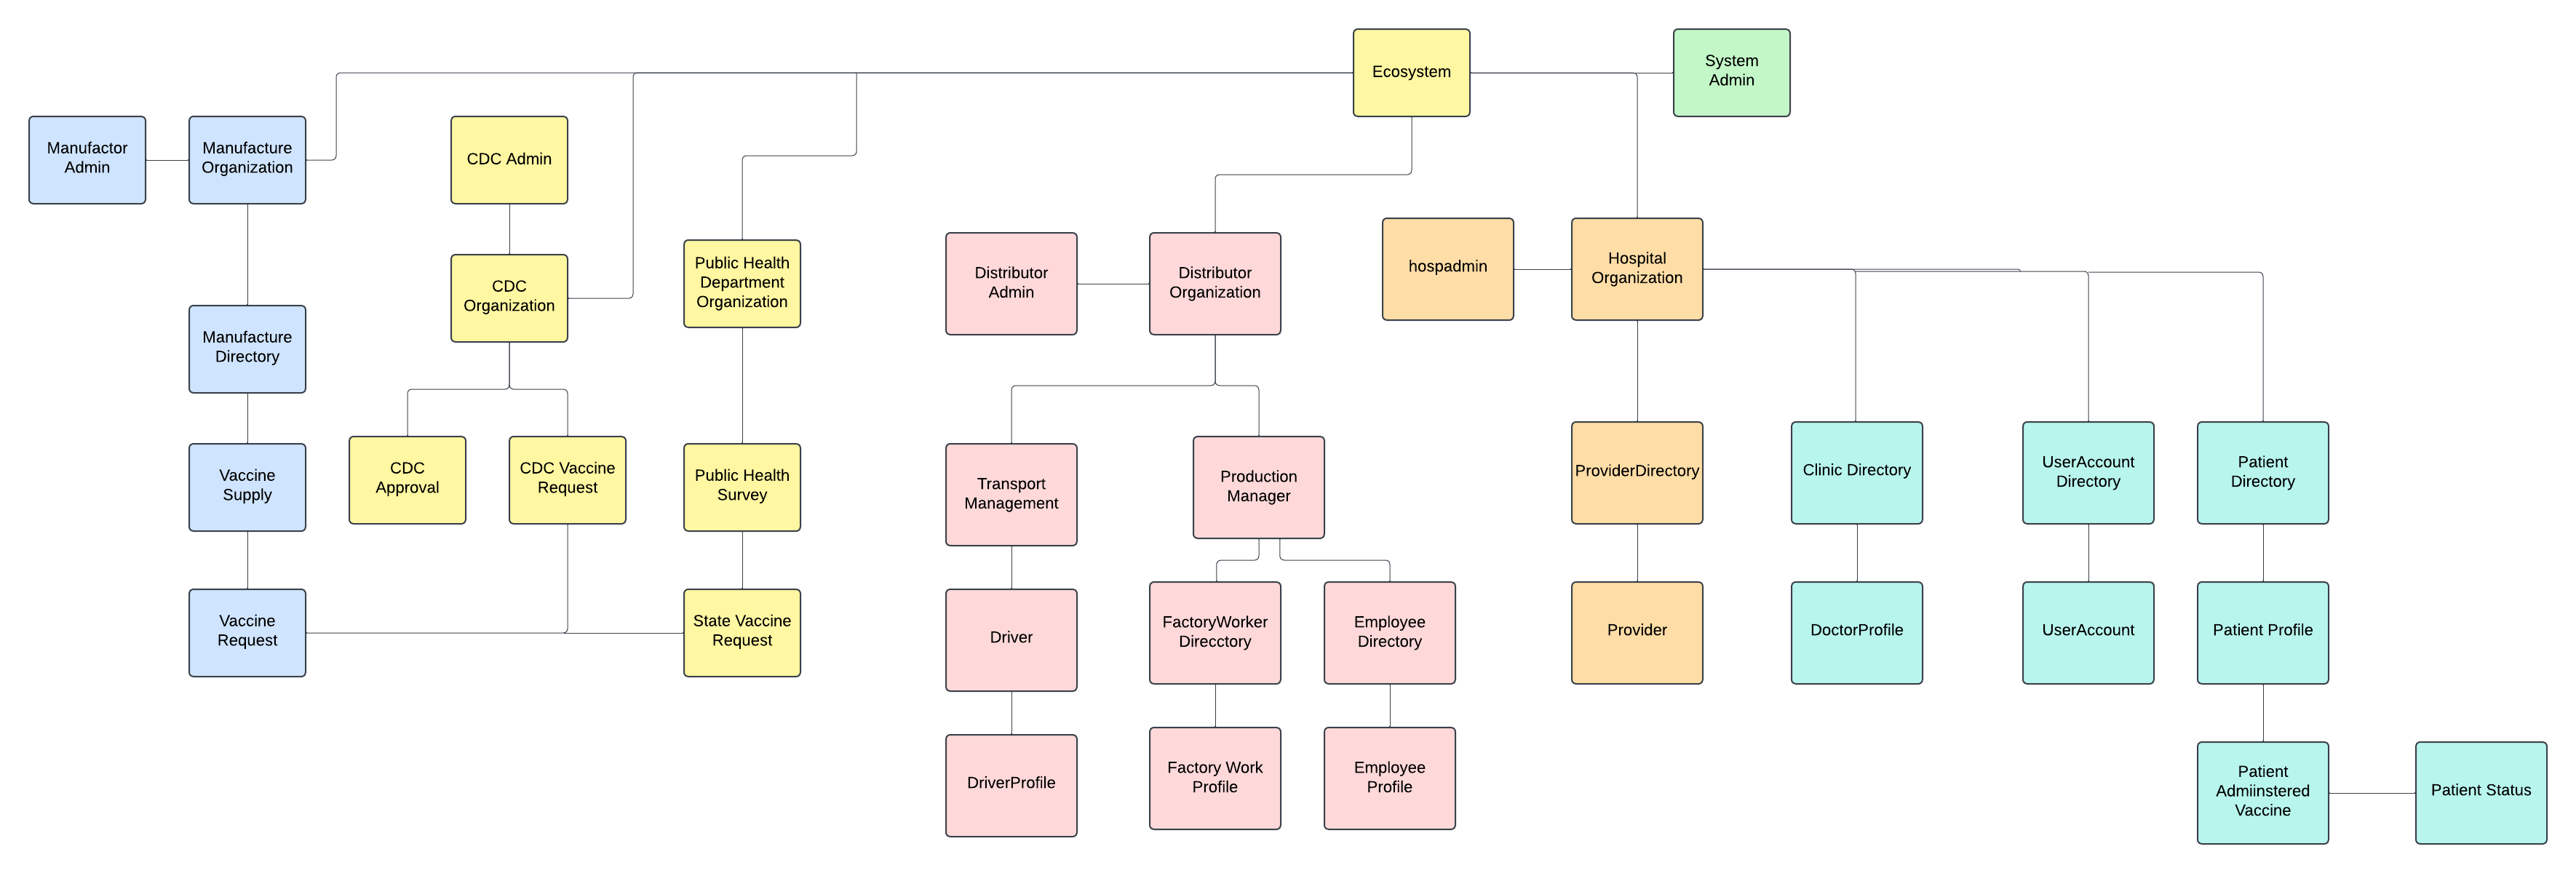 Ecosystem
System
Admin
Manufactor
Admin
Manufacture
Organization
CDC Admin
Public Health
Department
Organization
CDC
Organization
Distributor
Admin
Distributor
Organization
hospadmin
Hospital
Organization
Manufacture
Directory
Vaccine
Supply
CDC
Approval
CDC Vaccine
Request
Public Health
Survey
Transport
Management
Production
Manager
ProviderDirectory
Clinic Directory
UserAccount
Directory
Patient
Directory
Vaccine
Request
State Vaccine
Request
Driver
FactoryWorker
Direcctory
Employee
Directory
Provider
DoctorProfile
UserAccount
Patient Profile
DriverProfile
Factory Work
Profile
Employee
Profile
Patient
Admiinstered
Vaccine
Patient Status